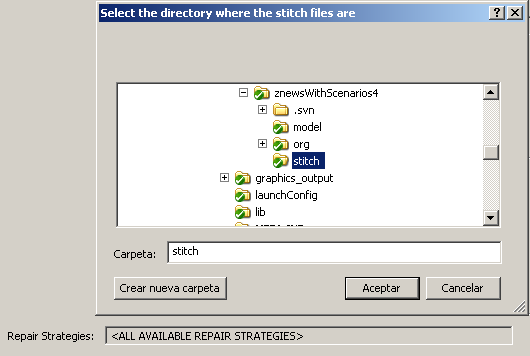 Select the directory where the stitch files are
znewsWithScenarios4
.svn
model
org
stitch
graphics_output
launchConfig
lib
Carpeta: stitch
Crear nueva carpeta Aceptar Cancelar
Repair Strategies: <ALL AVAILABLE REPAIR STRATEGIES>